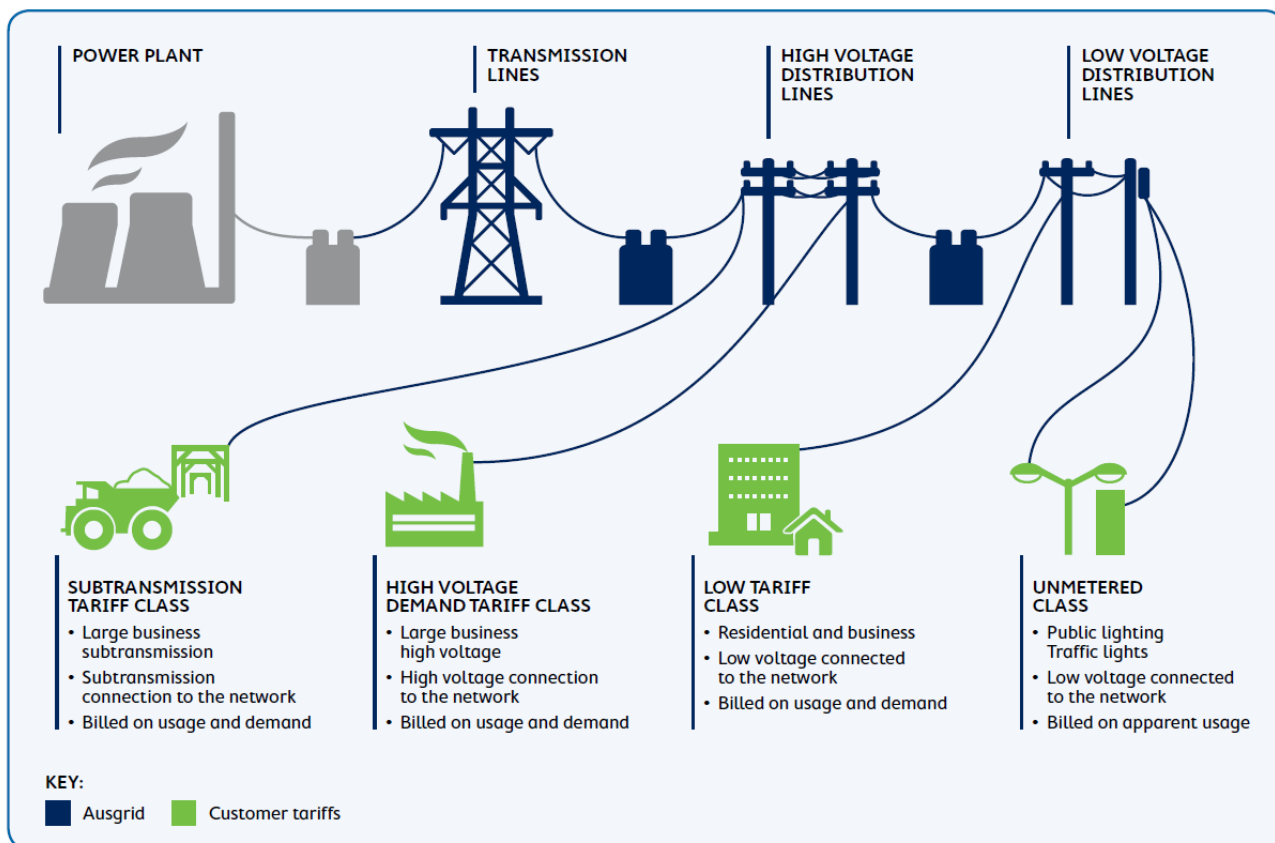 POWER PLANT
TRANSMISSION
LINES
HIGH VOLTAGE
DISTRIBUTION
LINES
LOW VOLTAGE
DISTRIBUTION
LINES
SUBTRANSMISSION
TARIFF CLASS
• Large business
subtransmission
• Subtransmission
connection to the network
• Billed on usage and demand
HIGH VOLTAGE
DEMAND TARIFF CLASS
• Large business
high voltage
• High voltage connection
to the network
• Billed on usage and demand
LOW TARIFF
CLASS
• Residential and business
• Low voltage connected
to the network
• Billed on usage and demand
UNMETERED
CLASS
• Public lighting
Traffic lights
• Low voltage connected
to the network
• Billed on apparent usage
KEY:
Ausgrid
Customer tariffs